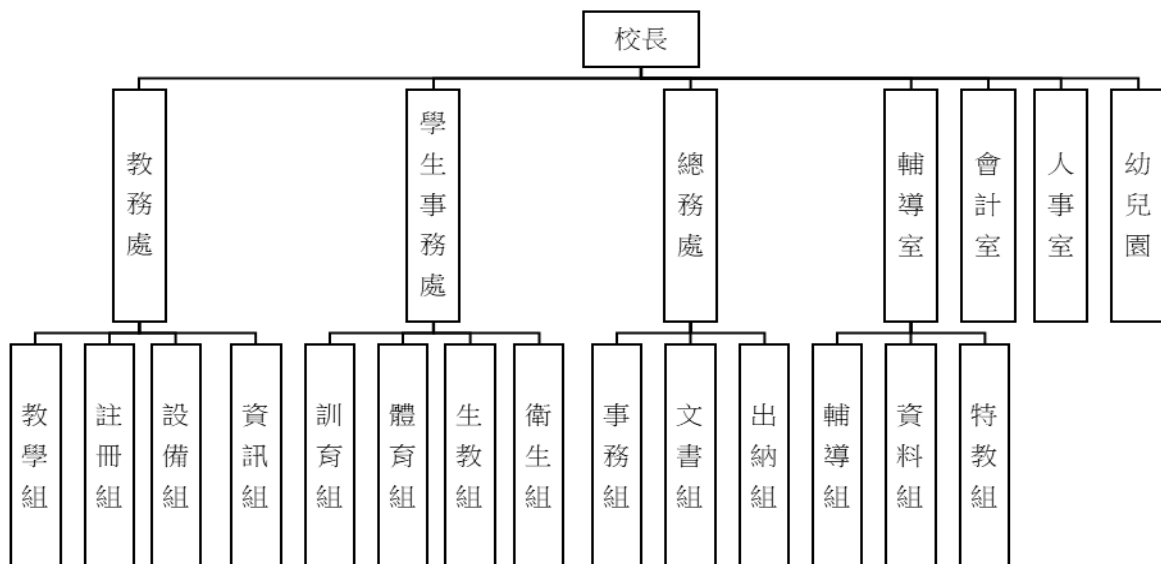 校長
教務處
學生事務處
總務處
輔導室
會計室
人事室
幼兒園
教學組
註冊組
設備組
資訊組
訓育組
體育組
生教組
衛生組
事務組
文書組
出納組
輔導組
資料組
特教組